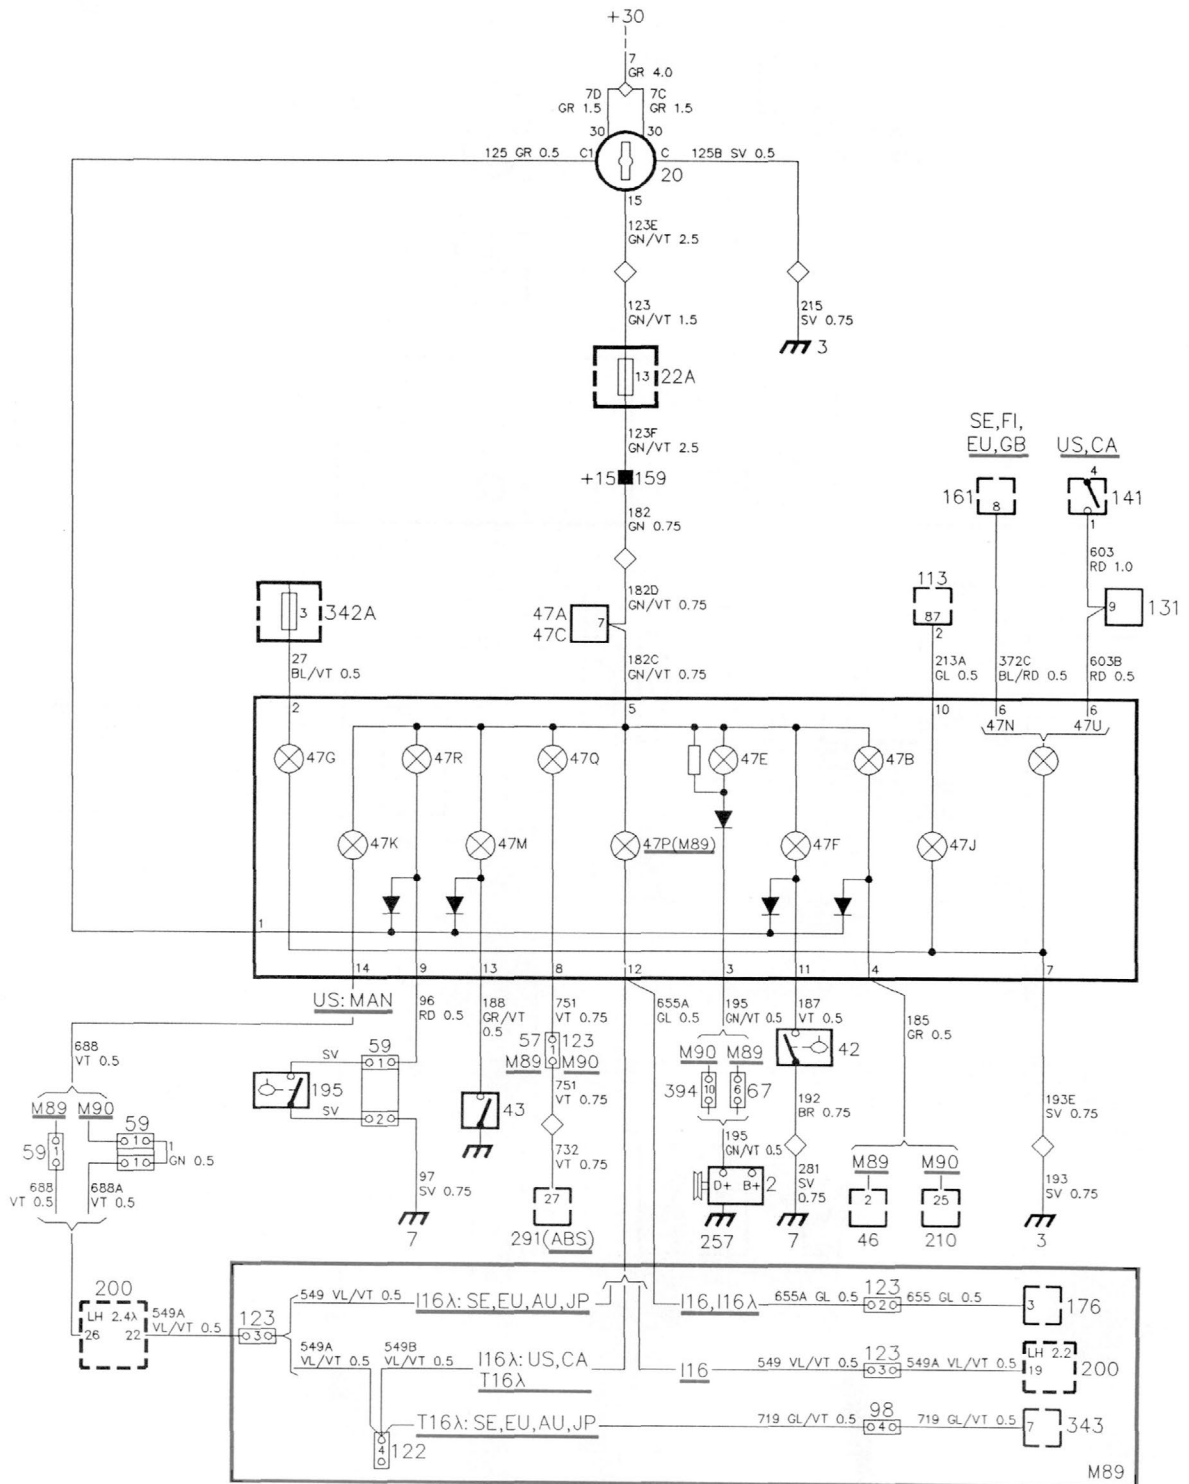 +30
7
GR 4.0
7D
GR 1.5
7C
GR 1.5
30
30
125 GR 0.5
C1
C
125B SV 0.5
20
15
123E
GN/VT 2.5
123
GN/VT 1.5
215
SV 0.75
3
13
22A
123F
GN/VT 2.5
+15
159
182
GN 0.75
SE,FI,
EU,GB
US,CA
161
8
4
141
1
603
RD 1.0
113
87
2
9
131
3
342A
182D
GN/VT 0.75
47A
47C
7
182C
GN/VT 0.75
27
BL/VT 0.5
213A
GL 0.5
372C
BL/RD 0.5
603B
RD 0.5
2
5
10
6
6
47N
47U
47G
47R
47Q
47E
47B
47K
47M
47P(M89)
47F
47J
1
14
9
13
8
12
3
11
4
7
US: MAN
96
RD 0.5
188
GR/VT
0.5
751
VT 0.75
655A
GL 0.5
195
GN/VT 0.5
187
VT 0.5
185
GR 0.5
688
VT 0.5
SV
59
1
57
1
123
M89
M90
M90
M89
42
195
SV
2
43
751
VT 0.75
394
10
6
67
192
BR 0.75
193E
SV 0.75
M89
M90
59
1
59
1
1
1
GN 0.5
732
VT 0.75
195
GN/VT 0.5
M89
M90
688
VT 0.5
688A
VT 0.5
97
SV 0.75
27
D+
B+
2
281
SV
0.75
2
25
193
SV 0.75
7
291(ABS)
257
7
46
210
3
200
LH 2.4λ
26
22
549A
VL/VT 0.5
123
3
549 VL/VT 0.5
I16λ: SE,EU,AU,JP
I16,I16λ
655A GL 0.5
123
2
655 GL 0.5
3
176
549A
VL/VT 0.5
549B
VL/VT 0.5
I16λ: US,CA
T16λ
I16
549 VL/VT 0.5
123
3
549A VL/VT 0.5
LH 2.2
19
200
T16λ: SE,EU,AU,JP
719 GL/VT 0.5
98
4
719 GL/VT 0.5
7
343
4
122
M89